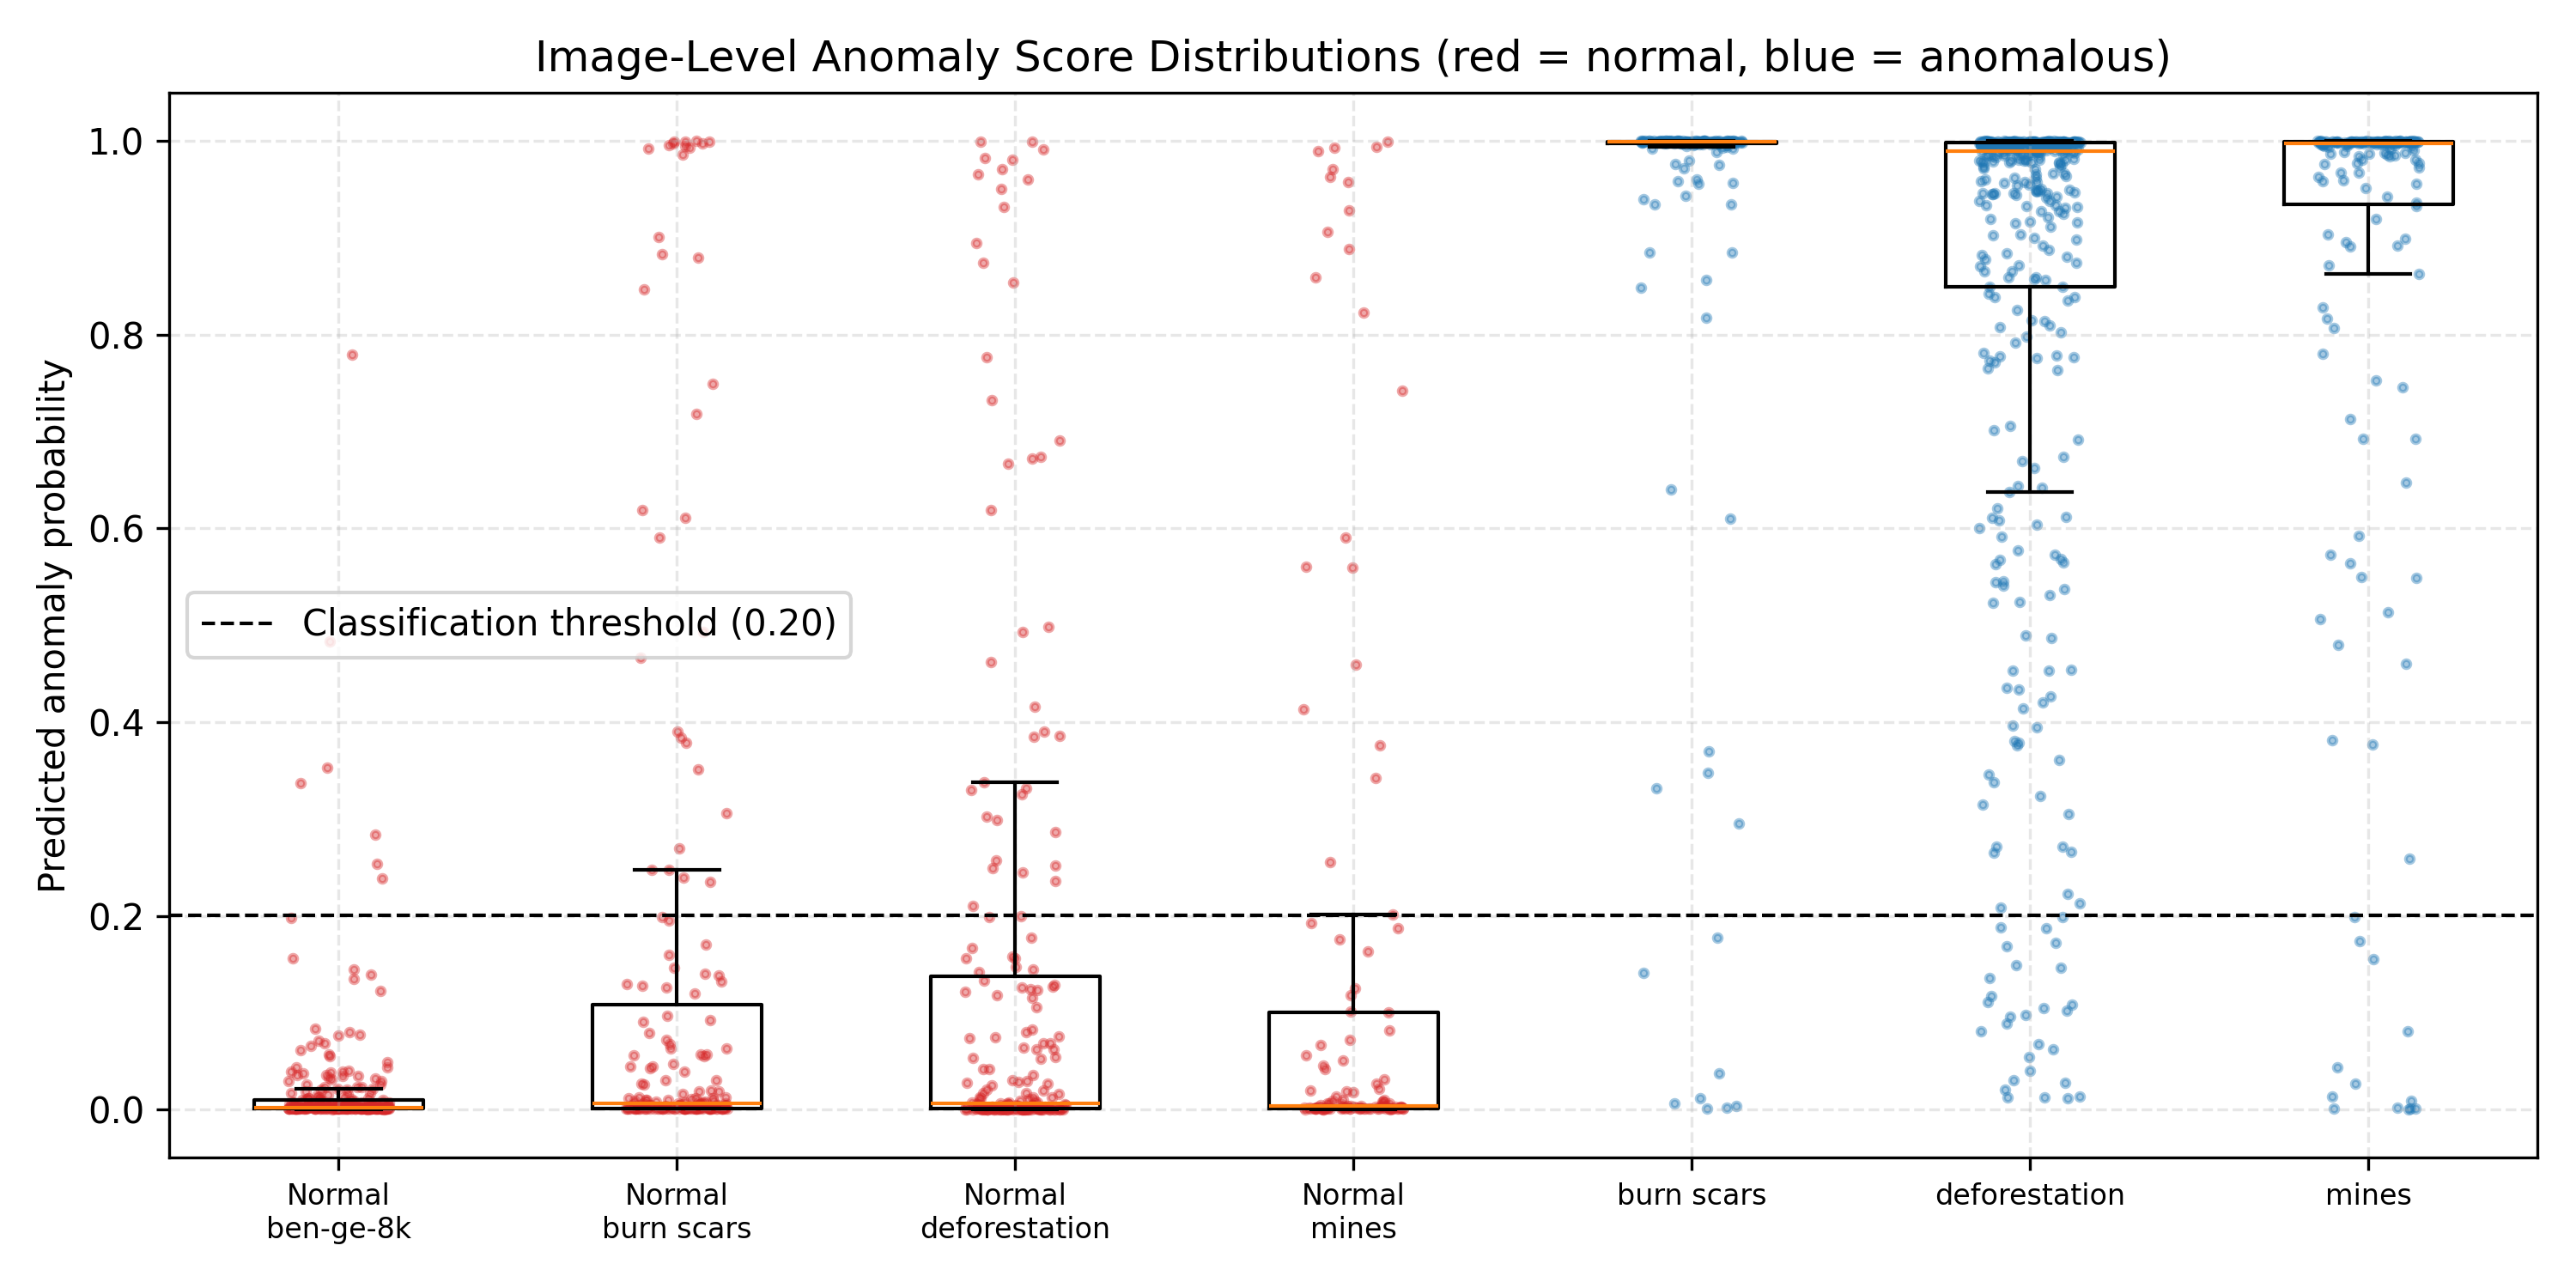 Image-Level Anomaly Score Distributions (red = normal, blue = anomalous)
Predicted anomaly probability
1.0
0.8
0.6
0.4
0.2
0.0
Classification threshold (0.20)
Normal
ben-ge-8k
Normal
burn scars
Normal
deforestation
Normal
mines
burn scars
deforestation
mines